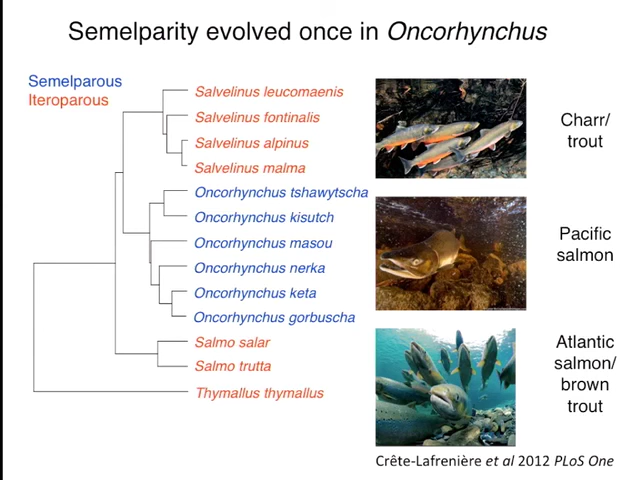 Semelparity evolved once in Oncorhynchus
Semelparous
Iteroparous
Salvelinus leucomaenis
Salvelinus fontinalis
Salvelinus alpinus
Salvelinus malma
Oncorhynchus tshawytscha
Oncorhynchus kisutch
Oncorhynchus masou
Oncorhynchus nerka
Oncorhynchus keta
Oncorhynchus gorbuscha
Salmo salar
Salmo trutta
Thymallus thymallus
Charr/
trout
Pacific
salmon
Atlantic
salmon/
brown
trout
Crête-Lafrenière et al 2012 PLoS One